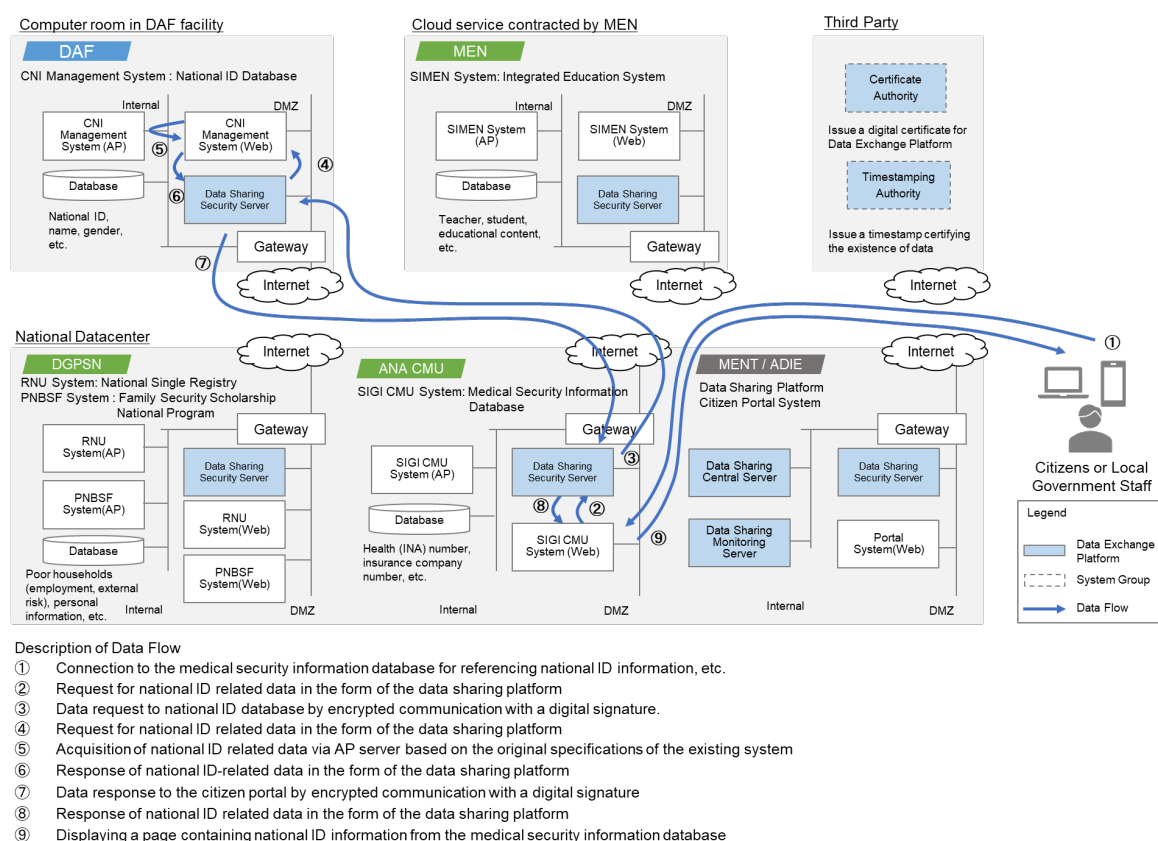 Computer room in DAF facility
DAF
CNI Management System : National ID Database
Internal
DMZ
CNI
Management
System (AP)
CNI
Management
System (Web)
⑤
④
Database
⑥
Data Sharing
Security Server
National ID,
name, gender,
etc.
⑦
Gateway
Internet
Cloud service contracted by MEN
MEN
SIMEN System: Integrated Education System
Internal
DMZ
SIMEN System
(AP)
SIMEN System
(Web)
Database
Data Sharing
Security Server
Teacher, student,
educational content,
etc.
Gateway
Internet
Third Party
Certificate
Authority
Issue a digital certificate for
Data Exchange Platform
Timestamping
Authority
Issue a timestamp certifying
the existence of data
Internet
National Datacenter
Internet
DGPSN
RNU System: National Single Registry
PNBSF System : Family Security Scholarship
National Program
Gateway
RNU
System(AP)
Data Sharing
Security Server
PNBSF
System(AP)
RNU
System(Web)
Database
PNBSF
System(Web)
Poor households
(employment, external
risk), personal
information, etc.
Internal
DMZ
Internet
ANA CMU
SIGI CMU System: Medical Security Information
Database
Gateway
SIGI CMU
System (AP)
Data Sharing
Security Server
③
⑧
②
Database
SIGI CMU
System (Web)
⑨
Health (INA) number,
insurance company
number, etc.
Internal
DMZ
Internet
MENT / ADIE
Data Sharing Platform
Citizen Portal System
Gateway
Data Sharing
Central Server
Data Sharing
Security Server
Data Sharing
Monitoring
Server
Portal
System(Web)
Internal
DMZ
①
Citizens or Local
Government Staff
Legend
Data Exchange
Platform
System Group
Data Flow
Description of Data Flow
① Connection to the medical security information database for referencing national ID information, etc.
② Request for national ID related data in the form of the data sharing platform
③ Data request to national ID database by encrypted communication with a digital signature.
④ Request for national ID related data in the form of the data sharing platform
⑤ Acquisition of national ID related data via AP server based on the original specifications of the existing system
⑥ Response of national ID-related data in the form of the data sharing platform
⑦ Data response to the citizen portal by encrypted communication with a digital signature
⑧ Response of national ID related data in the form of the data sharing platform
⑨ Displaying a page containing national ID information from the medical security information database